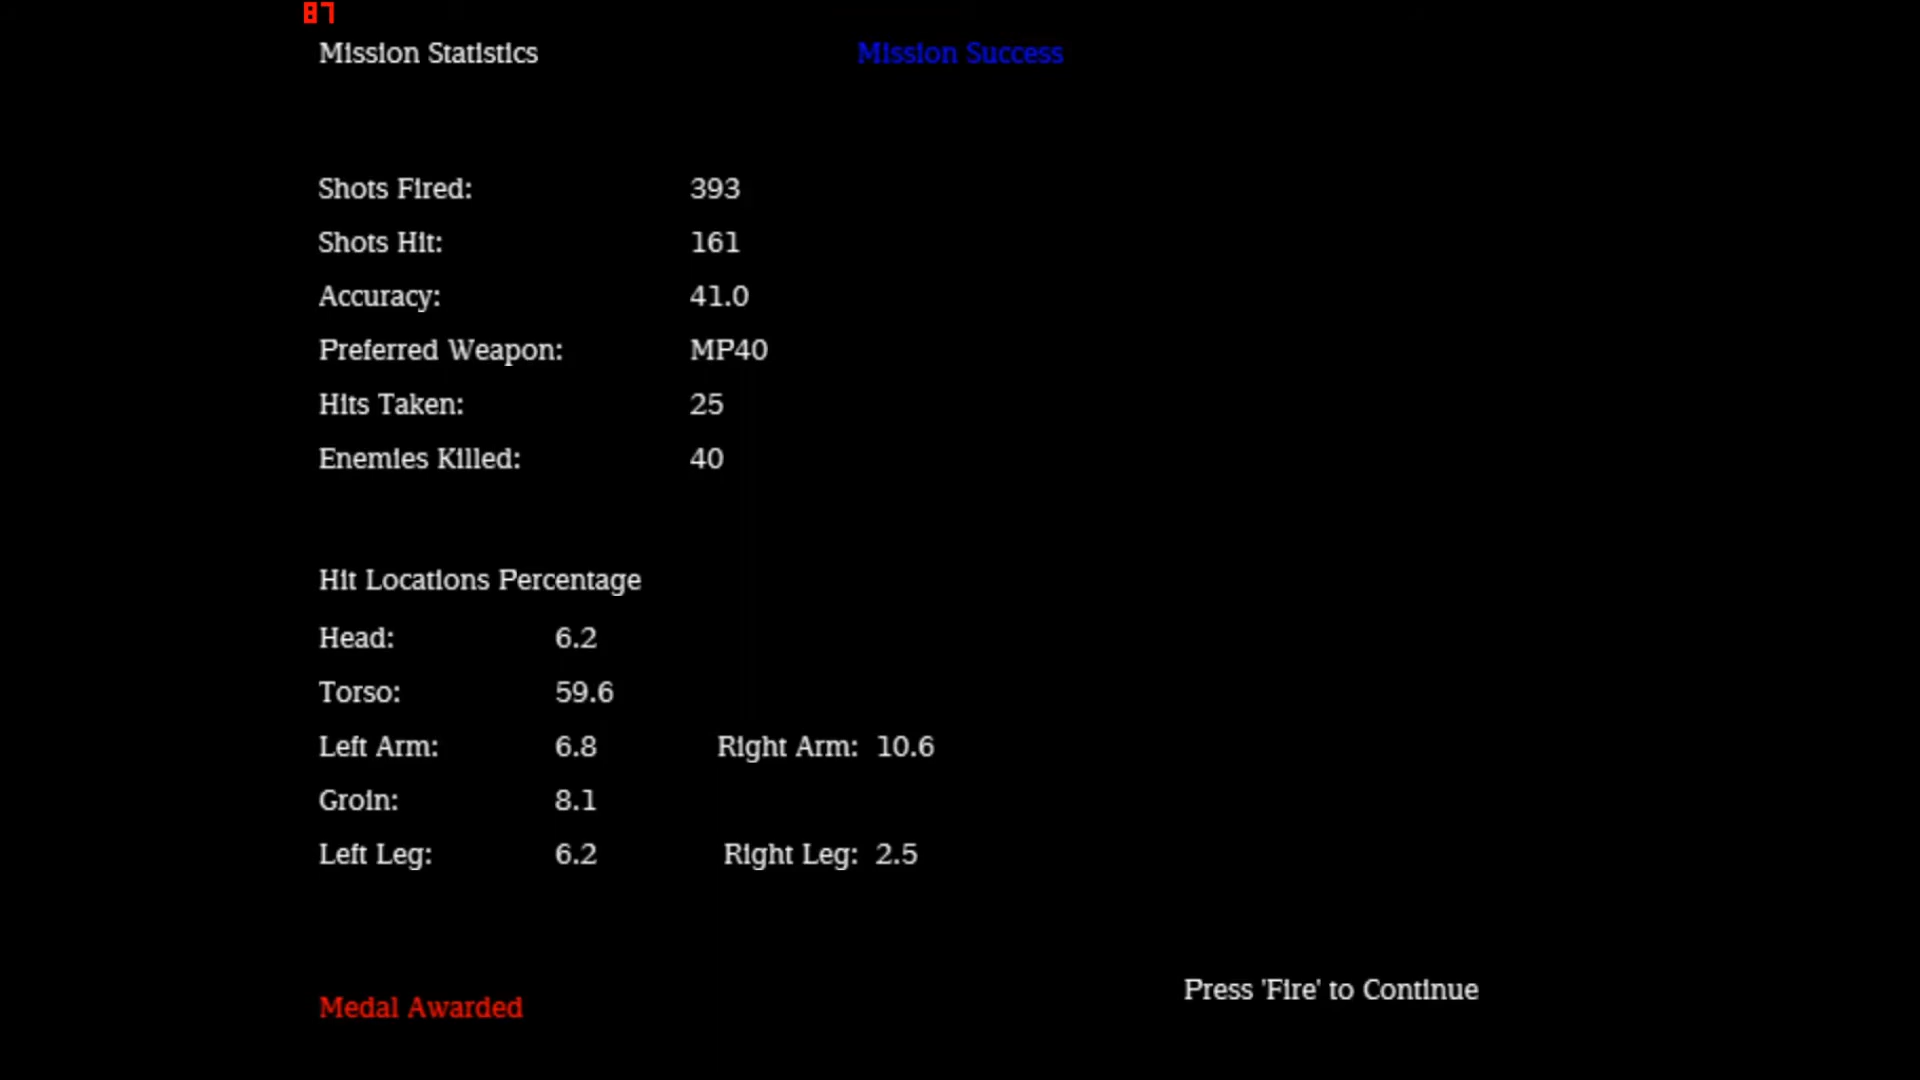 87
Mission Statistics Mission Success
Shots Fired: 393
Shots Hit: 161
Accuracy: 41.0
Preferred Weapon: MP40
Hits Taken: 25
Enemies Killed: 40
Hit Locations Percentage
Head: 6.2
Torso: 59.6
Left Arm: 6.8 Right Arm: 10.6
Groin: 8.1
Left Leg: 6.2 Right Leg: 2.5
Press 'Fire' to Continue
Medal Awarded